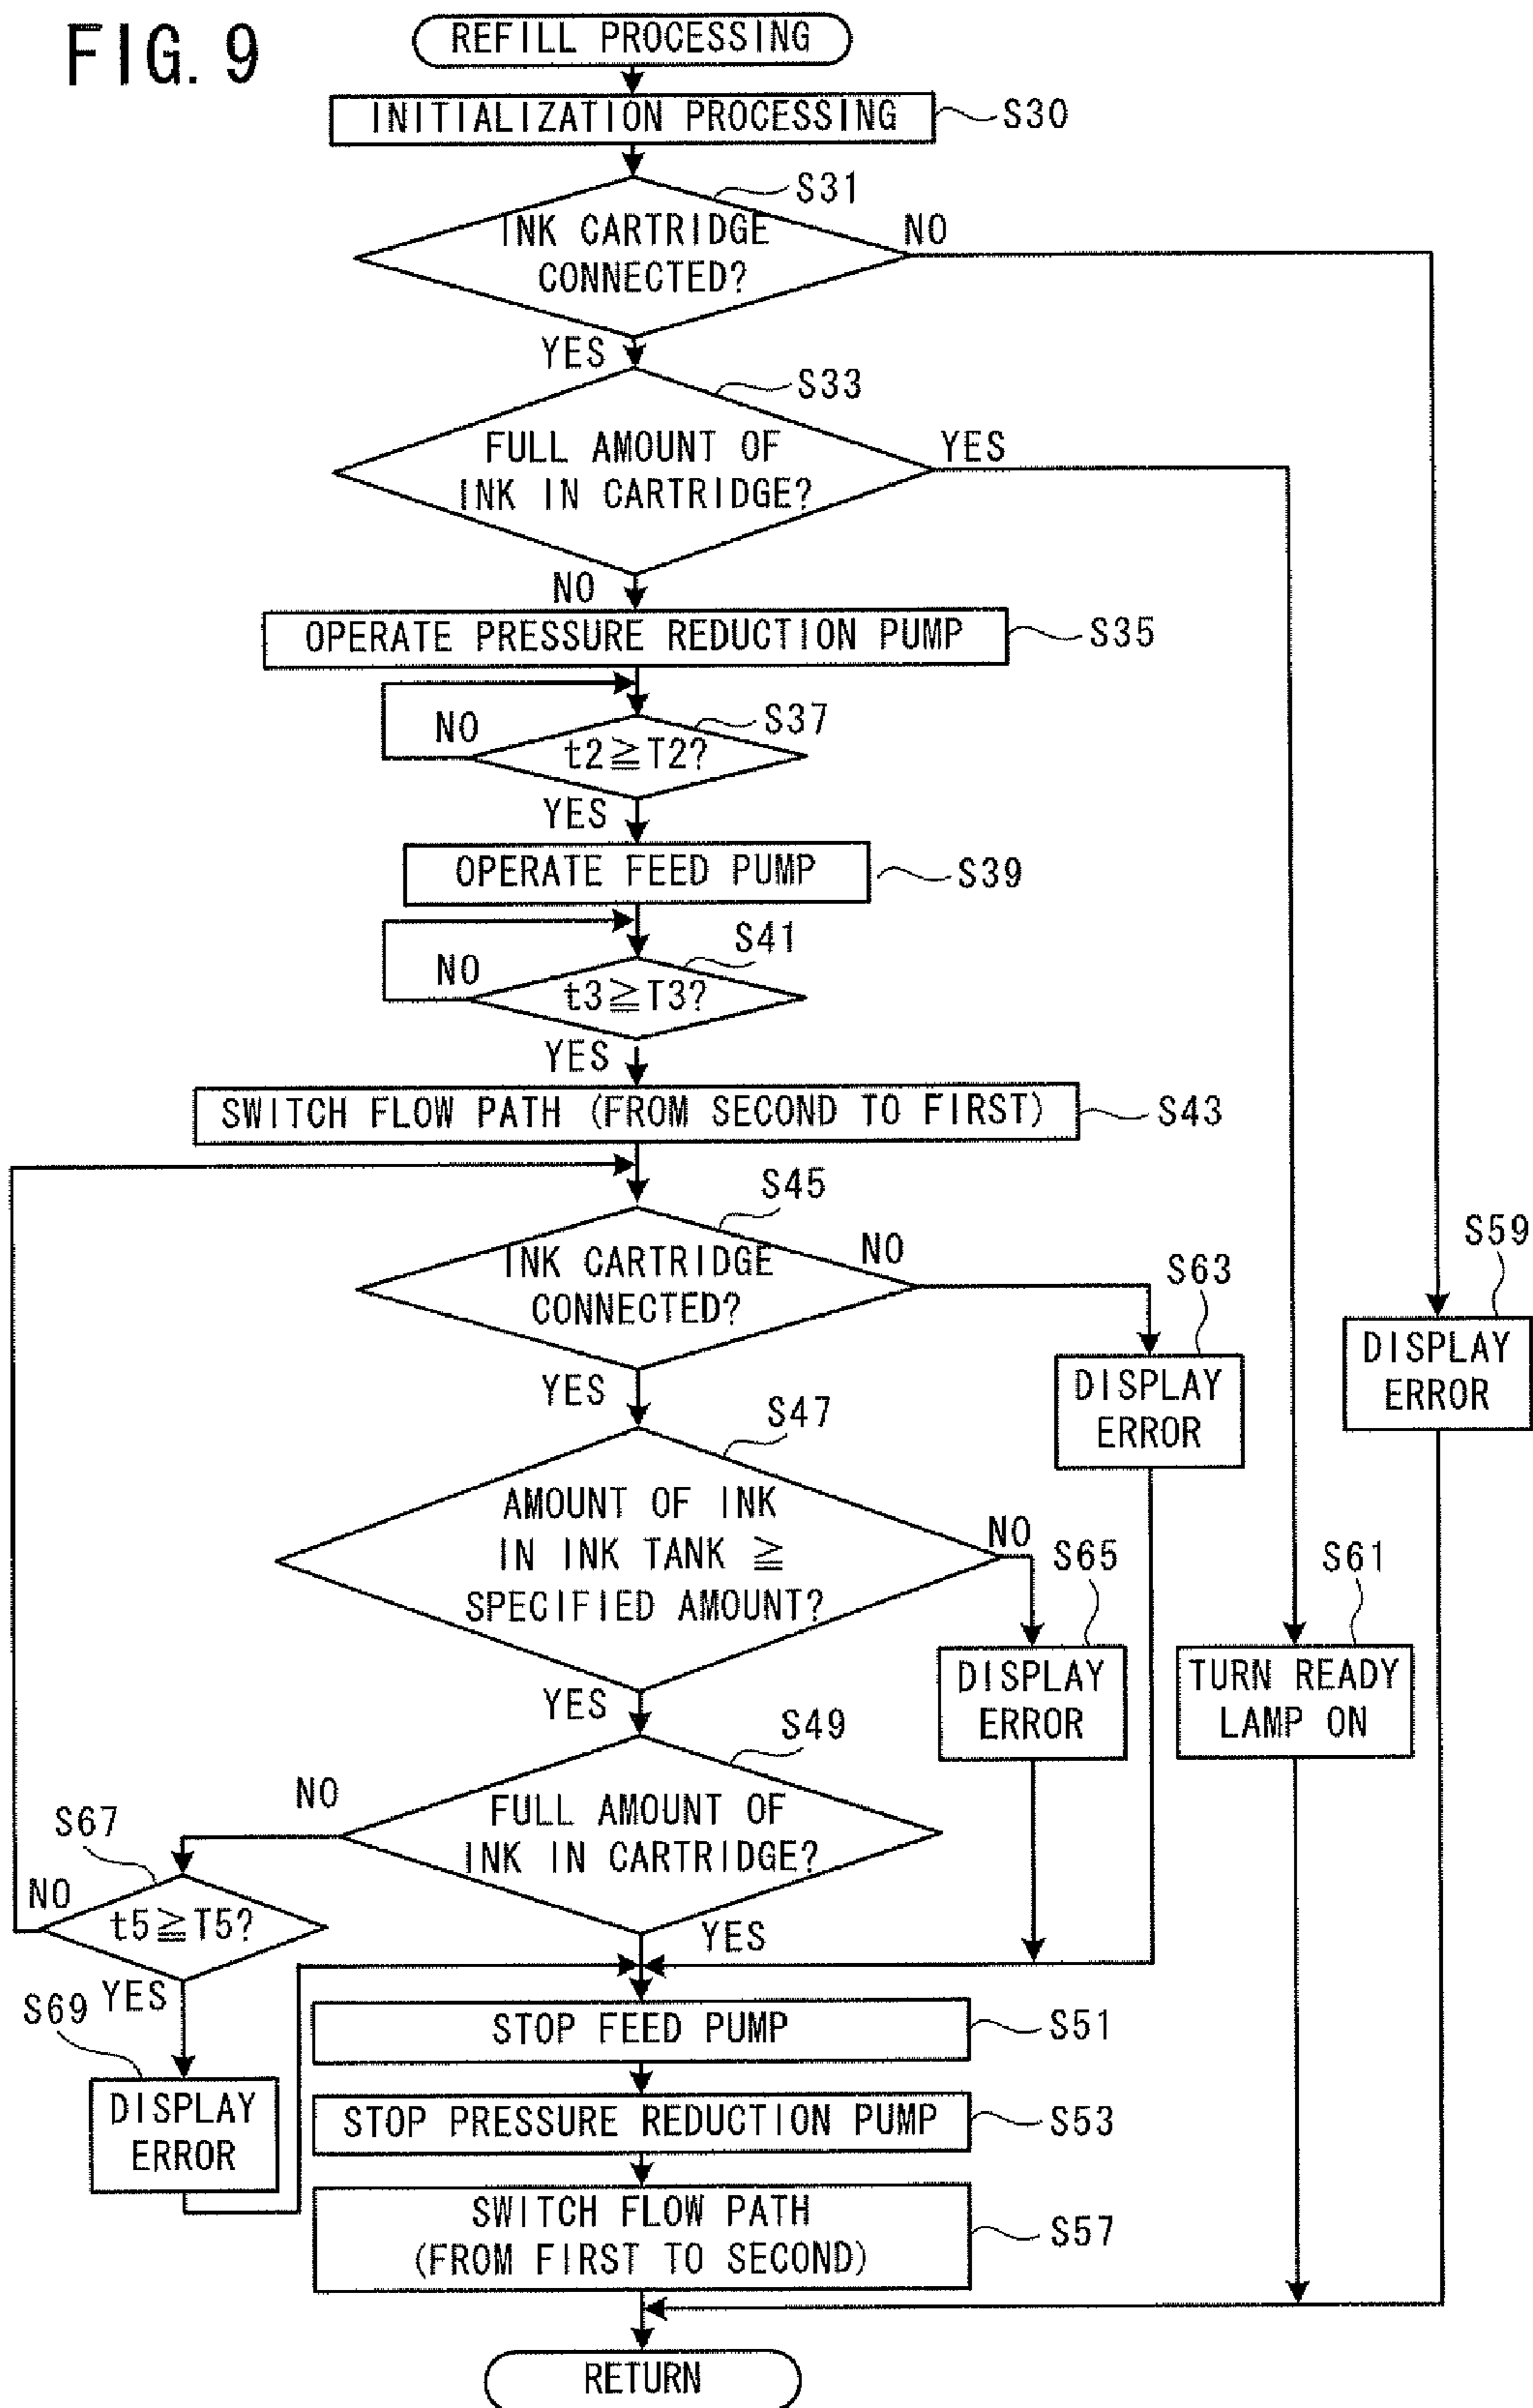 FIG. 9
REFILL PROCESSING
INITIALIZATION PROCESSING
S30
S31
INK CARTRIDGE
CONNECTED?
NO
YES
S33
FULL AMOUNT OF
INK IN CARTRIDGE?
YES
NO
OPERATE PRESSURE REDUCTION PUMP
S35
S37
NO
t2≧T2?
YES
OPERATE FEED PUMP
S39
S41
NO
t3≧T3?
YES
SWITCH FLOW PATH (FROM SECOND TO FIRST)
S43
S45
INK CARTRIDGE
CONNECTED?
NO
S63
S59
DISPLAY
ERROR
DISPLAY
ERROR
YES
S47
AMOUNT OF INK
IN INK TANK ≧
SPECIFIED AMOUNT?
NO
S65
S61
DISPLAY
ERROR
TURN READY
LAMP ON
YES
S49
NO
FULL AMOUNT OF
INK IN CARTRIDGE?
S67
NO
t5≧T5?
YES
YES
S69
DISPLAY
ERROR
STOP FEED PUMP
S51
STOP PRESSURE REDUCTION PUMP
S53
SWITCH FLOW PATH
(FROM FIRST TO SECOND)
S57
RETURN